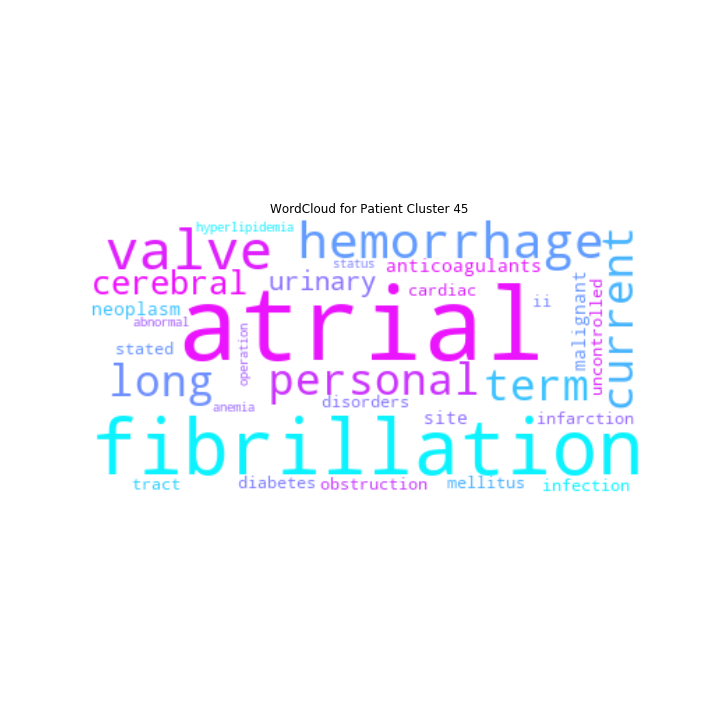 WordCloud for Patient Cluster 45
hyperlipidemia
valve
hemorrhage
current
status
anticoagulants
cerebral
urinary
cardiac
ii
malignant
uncontrolled
neoplasm
abnormal
atrial
stated
operation
long
personal
term
disorders
anemia
site
infarction
fibrillation
tract
diabetes
obstruction
mellitus
infection